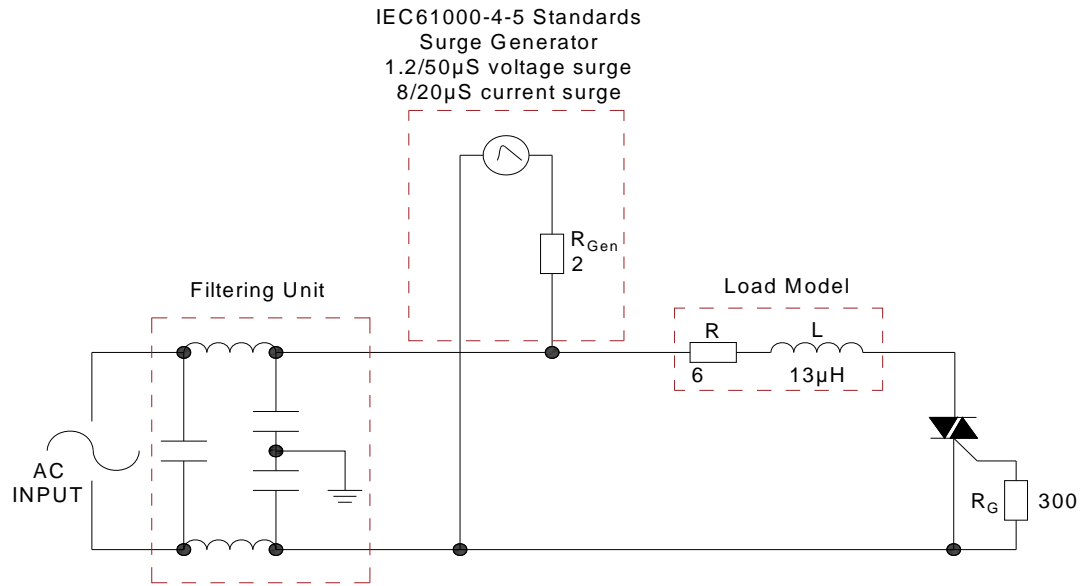 IEC61000-4-5 Standards
Surge Generator
1.2/50µS voltage surge
8/20µS current surge
R_Gen
2
Filtering Unit
Load Model
R
L
6
13µH
AC
INPUT
R_G
300